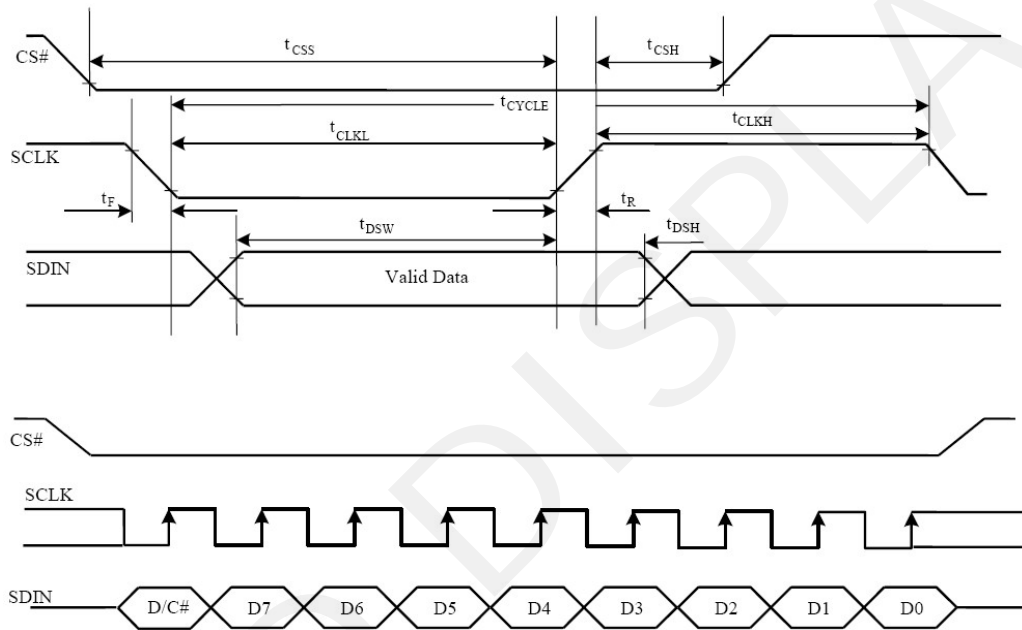 CS#
tCSS
tCSH
tCYCLE
SCLK
tCLKL
tCLKH
tF
tR
SDIN
tDSW
tDSH
Valid Data
CS#
SCLK
SDIN
D/C# D7 D6 D5 D4 D3 D2 D1 D0
DISPLA